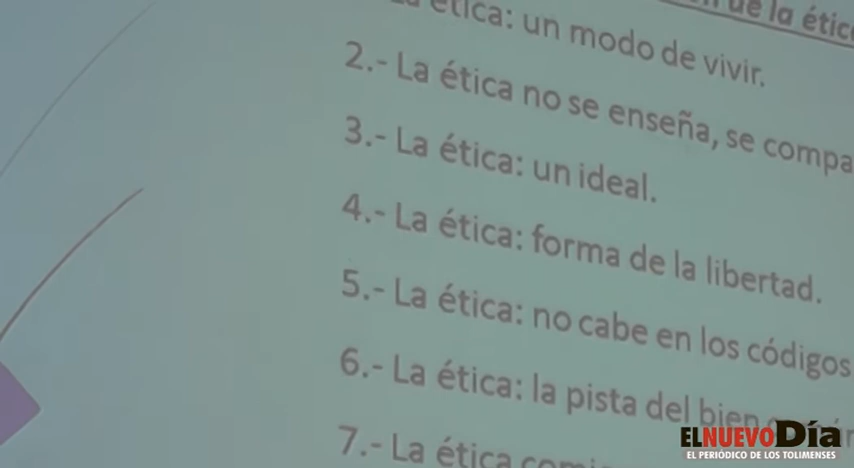 de la étic
ética: un modo de vivir.
2.- La ética no se enseña, se compa
3.- La ética: un ideal.
4.- La ética: forma de la libertad.
5.- La ética: no cabe en los códigos
6.- La ética: la pista del bien
7.- La ética
EL NUEVO Día
EL PERIÓDICO DE LOS TOLIMENSES